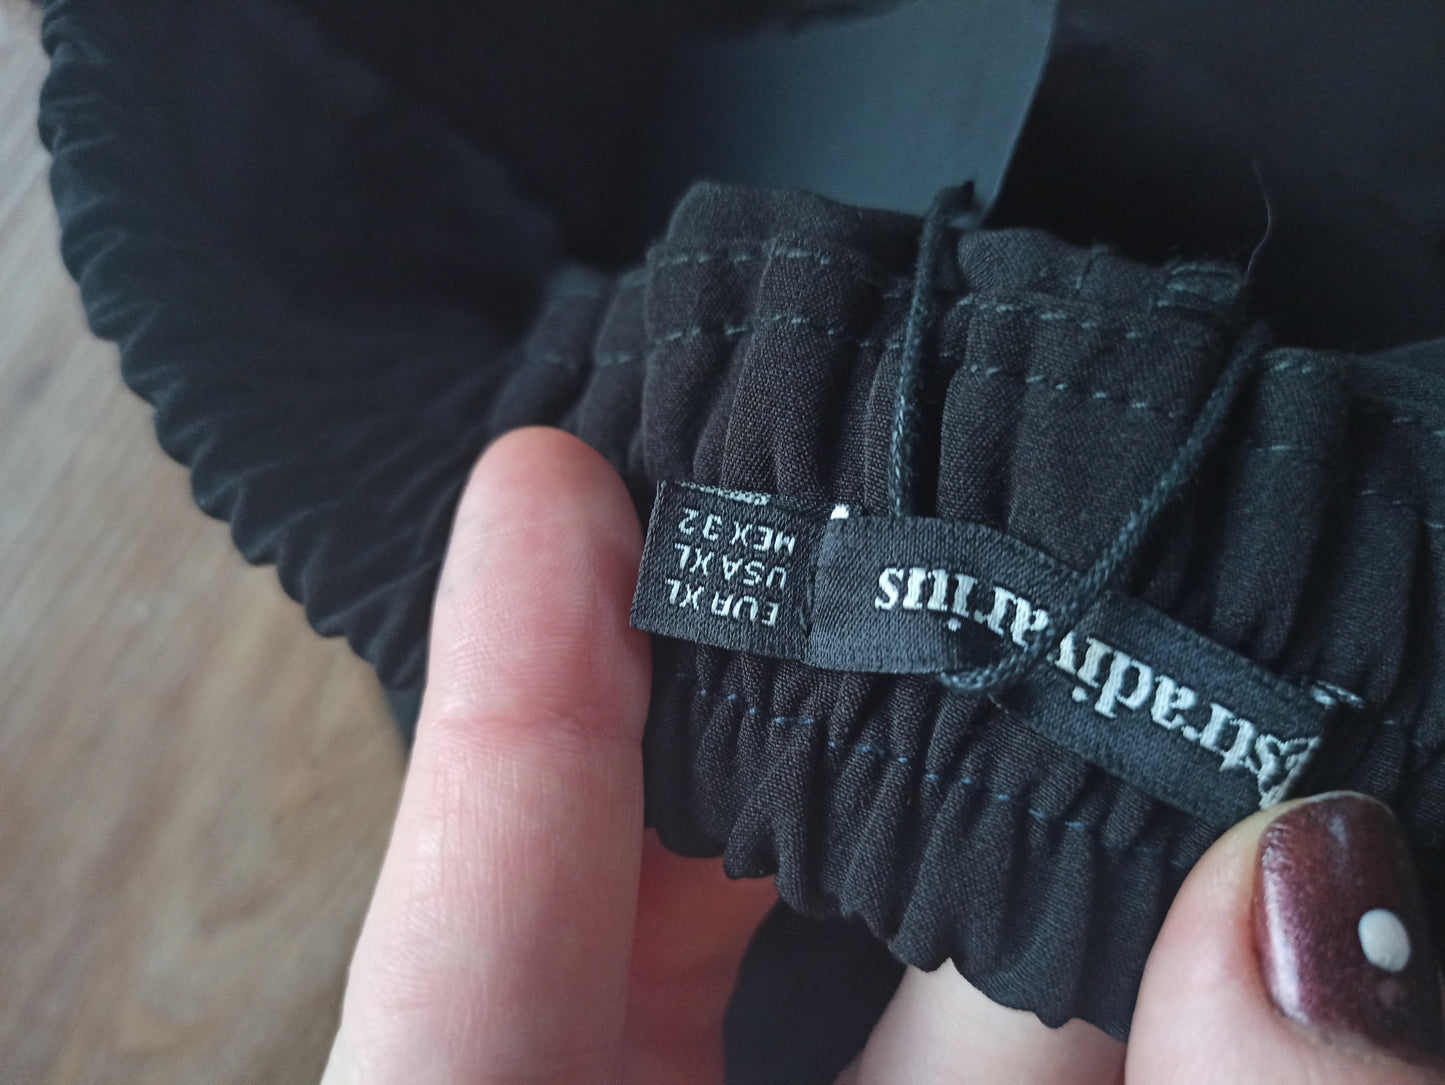 stradivarius
EUR XL
USA XL
MEX 32